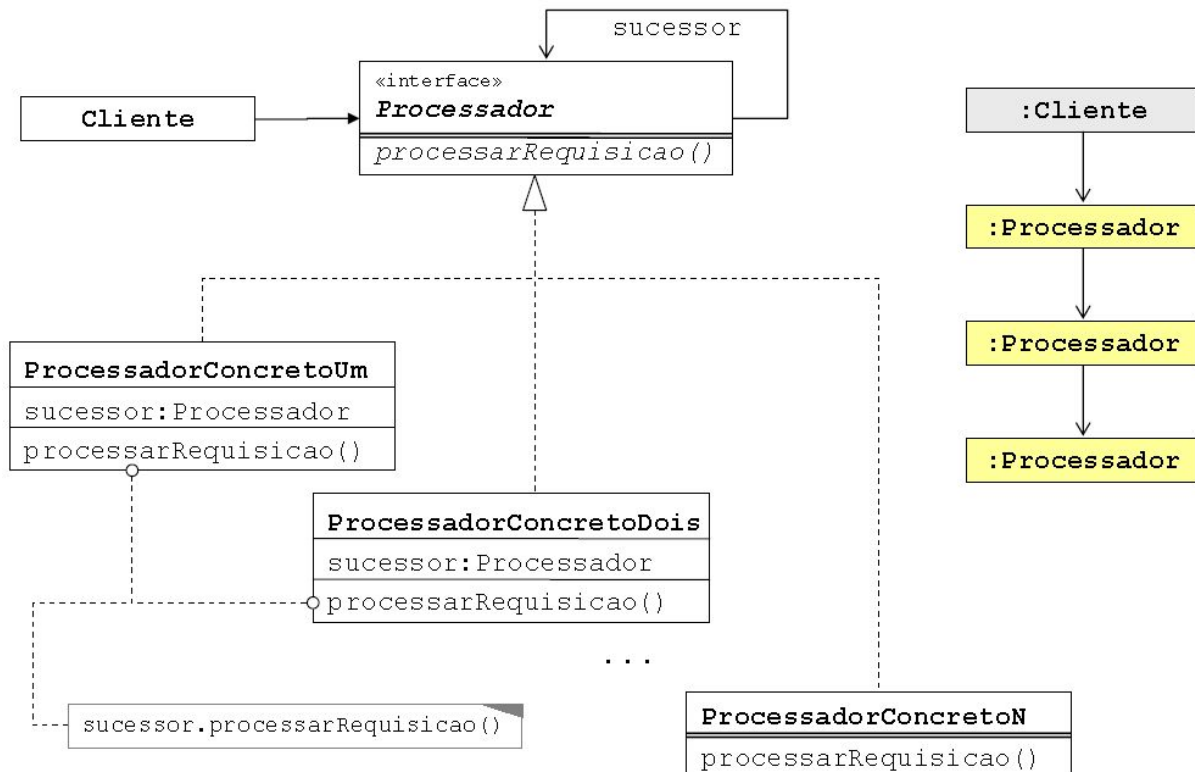 sucessor
«interface»
Processador
processarRequisicao()
Cliente
:Cliente
:Processador
:Processador
:Processador
ProcessadorConcretoUm
sucessor:Processador
processarRequisicao()
ProcessadorConcretoDois
sucessor:Processador
processarRequisicao()
...
sucessor.processarRequisicao()
ProcessadorConcretoN
processarRequisicao()